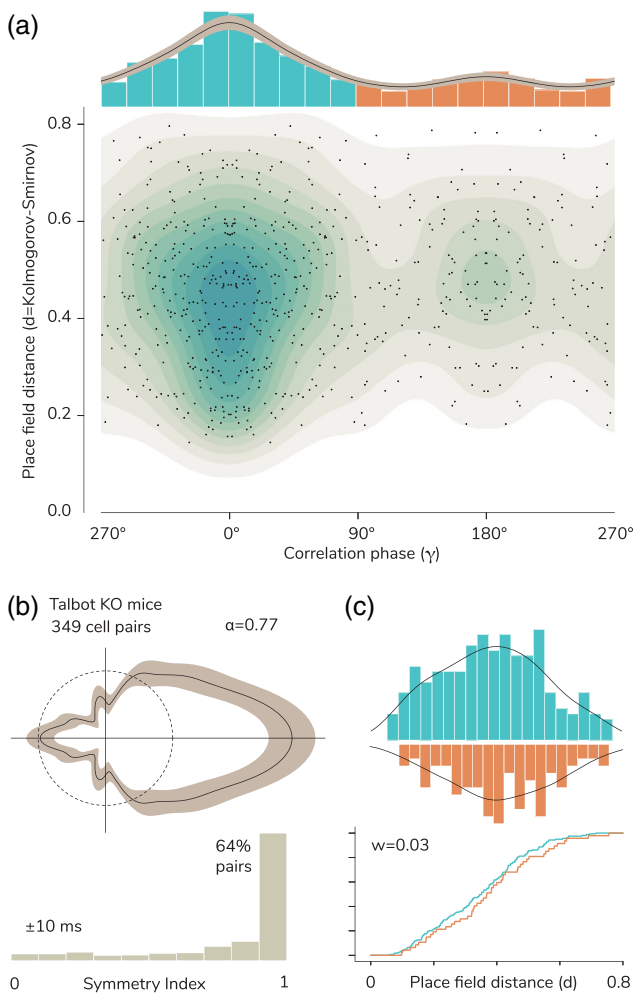 (a)
Place field distance (d=Kolmogorov-Smirnov)
0.8
0.6
0.4
0.2
0.0
270° 0° 90° 180° 270°
Correlation phase (γ)
(b)
Talbot KO mice
349 cell pairs
α=0.77
64%
pairs
±10 ms
0 Symmetry Index 1
(c)
w=0.03
0 Place field distance (d) 0.8